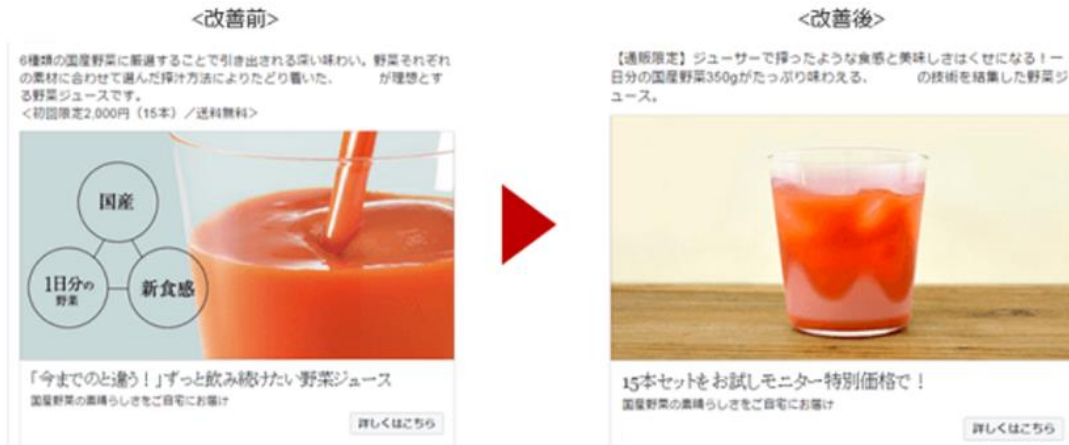 <改善前>
6種類の国産野菜に厳選することで引き出される深い味わい。野菜それぞれ
の素材に合わせて選んだ搾汁方法によりたどり着いた、 が理想とす
る野菜ジュースです。
<初回限定2,000円（15本）／送料無料>
国産
1日分の
野菜
新食感
「今までのと違う！」ずっと飲み続けたい野菜ジュース
国産野菜の素晴らしさをご自宅にお届け
詳しくはこちら
<改善後>
【通販限定】ジューサーで搾ったような食感と美味しさはくせになる！一
日分の国産野菜350gがたっぷり味わえる、 の技術を結集した野菜ジ
ュース。
15本セットをお試しモニター特別価格で！
国産野菜の素晴らしさをご自宅にお届け
詳しくはこちら